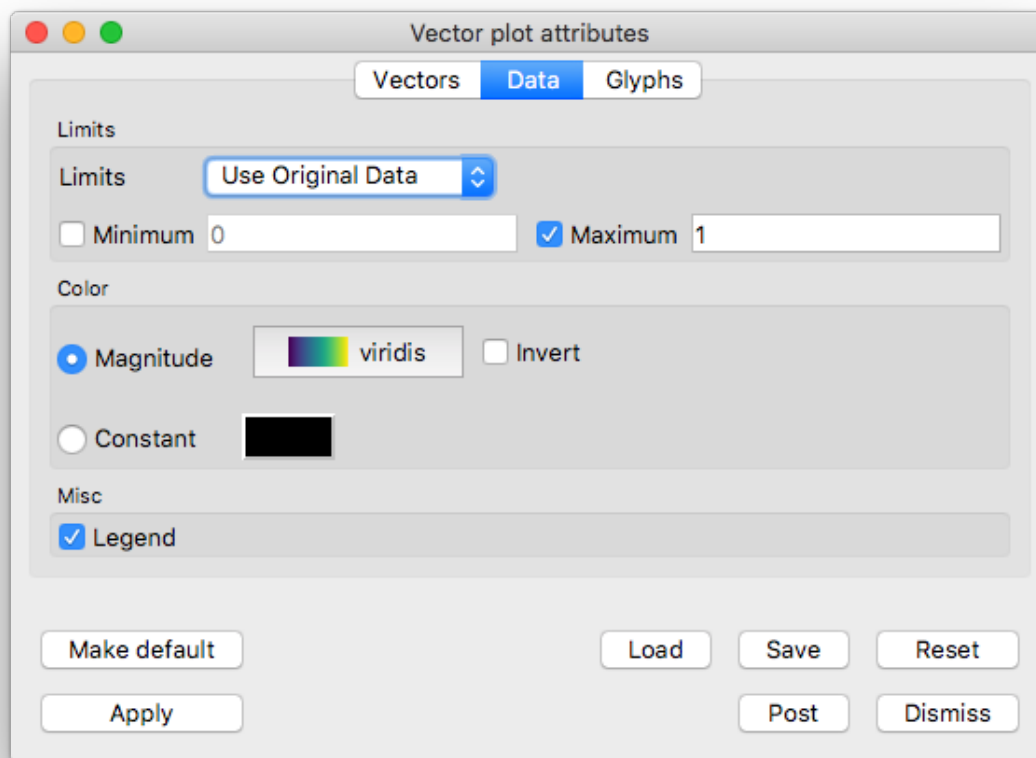 Vector plot attributes
Vectors Data Glyphs
Limits
Limits Use Original Data
Minimum 0 Maximum 1
Color
Magnitude viridis Invert
Constant
Misc
Legend
Make default Load Save Reset
Apply Post Dismiss